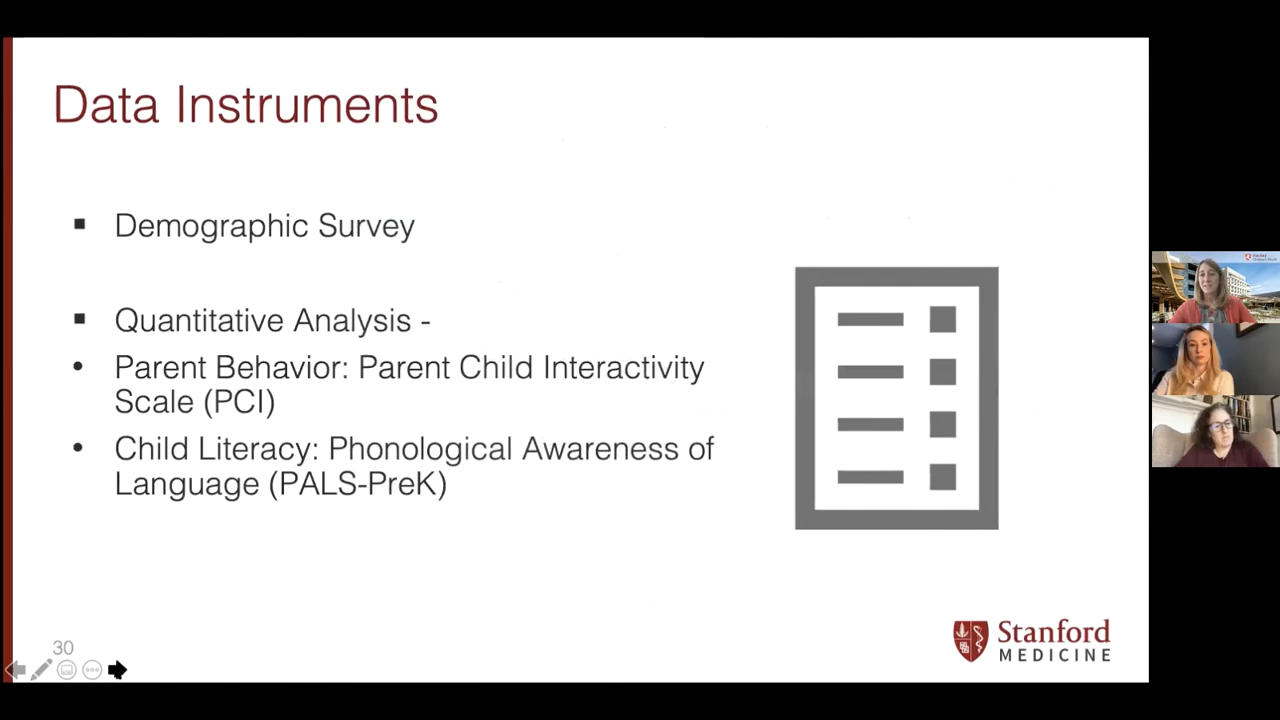 Data Instruments
▪ Demographic Survey
▪ Quantitative Analysis -
• Parent Behavior: Parent Child Interactivity
Scale (PCI)
• Child Literacy: Phonological Awareness of
Language (PALS-PreK)
30
Stanford
MEDICINE